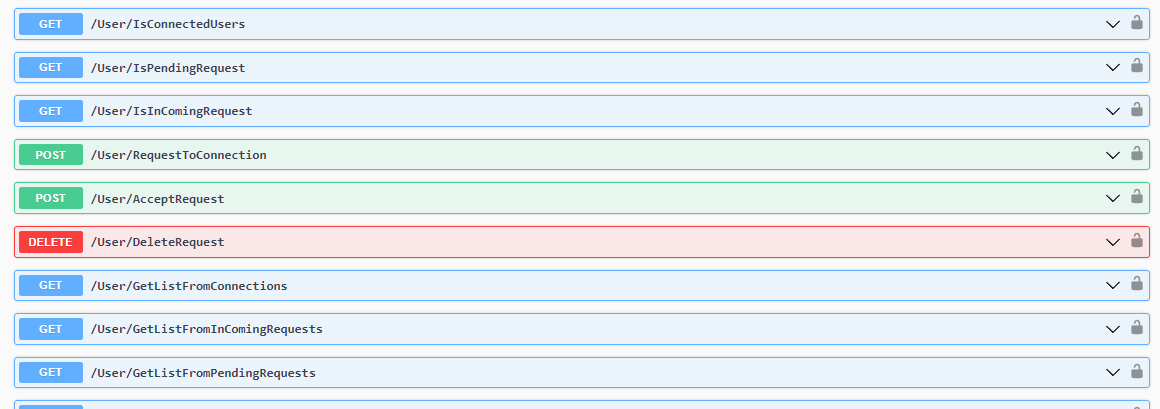 GET /User/IsConnectedUsers
GET /User/IsPendingRequest
GET /User/IsInComingRequest
POST /User/RequestToConnection
POST /User/AcceptRequest
DELETE /User/DeleteRequest
GET /User/GetListFromConnections
GET /User/GetListFromInComingRequests
GET /User/GetListFromPendingRequests